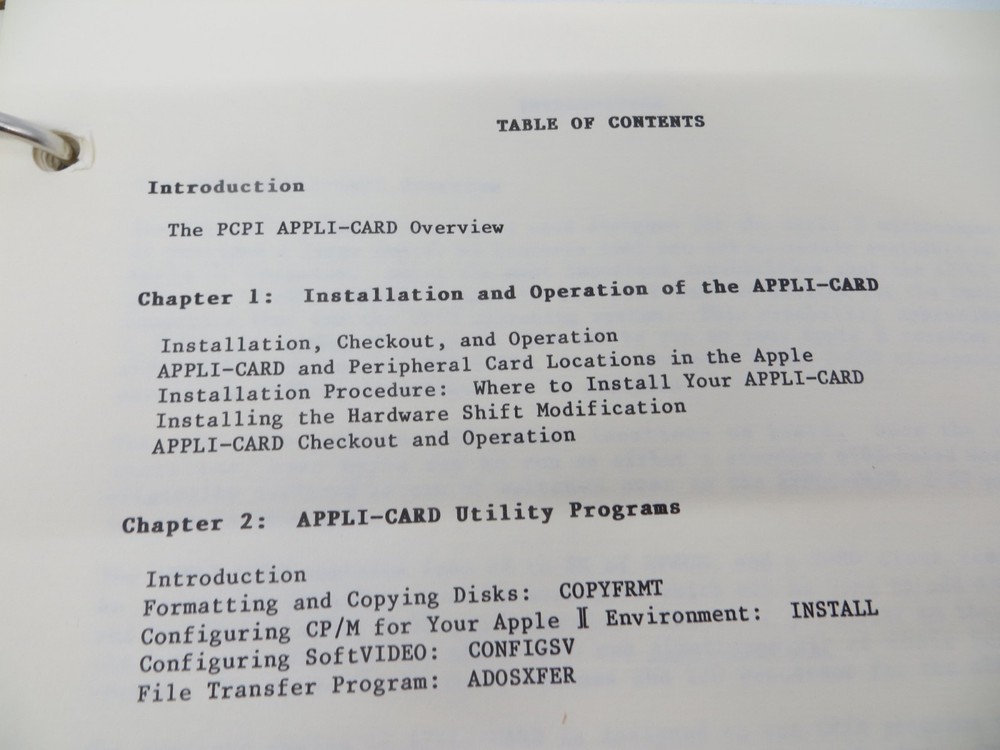 TABLE OF CONTENTS
Introduction
The PCPI APPLI-CARD Overview
Chapter 1: Installation and Operation of the APPLI-CARD
Installation, Checkout, and Operation
APPLI-CARD and Peripheral Card Locations in the Apple
Installation Procedure: Where to Install Your APPLI-CARD
Installing the Hardware Shift Modification
APPLI-CARD Checkout and Operation
Chapter 2: APPLI-CARD Utility Programs
Introduction
Formatting and Copying Disks: COPYFRMT
Configuring CP/M for Your Apple ][ Environment: INSTALL
Configuring SoftVIDEO: CONFIGSV
File Transfer Program: ADOSXFER